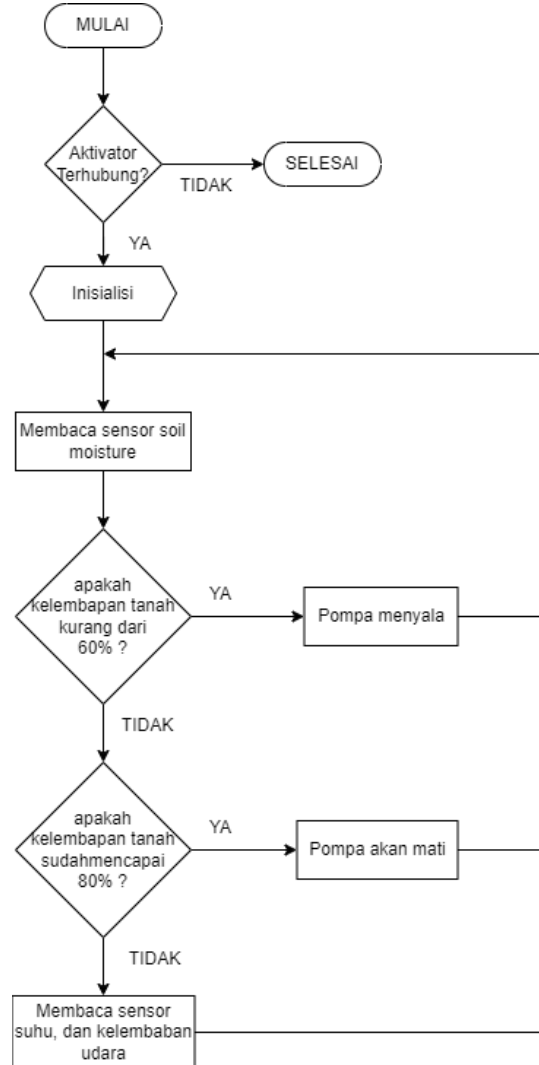 MULAI
Aktivator
Terhubung?
TIDAK
SELESAI
YA
Inisialisi
Membaca sensor soil
moisture
apakah
kelembapan tanah
kurang dari
60% ?
YA
Pompa menyala
TIDAK
apakah
kelembapan tanah
sudahmencapai
80% ?
YA
Pompa akan mati
TIDAK
Membaca sensor
suhu, dan kelembaban
udara